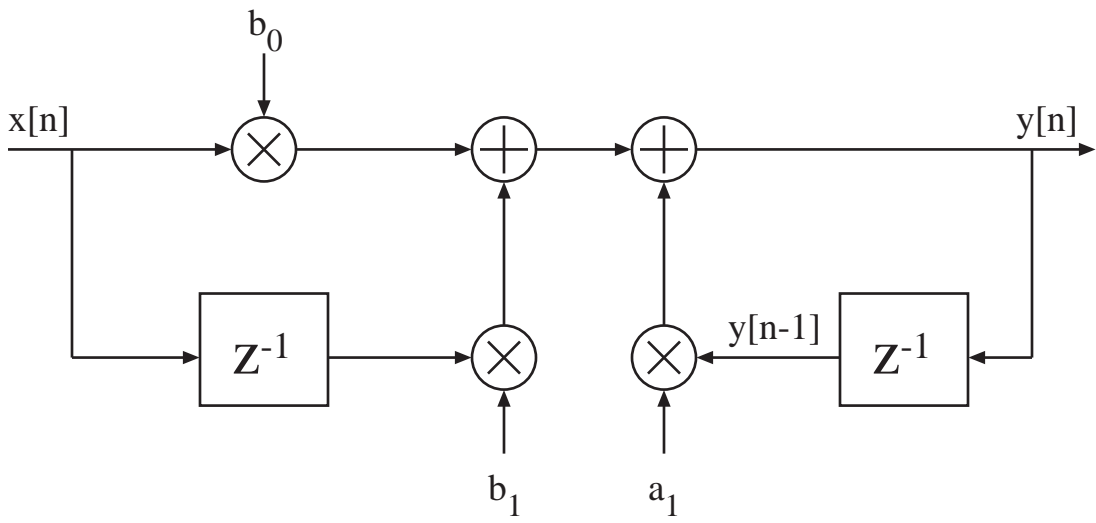 b₀
x[n]
y[n]
z⁻¹
y[n-1]
z⁻¹
b₁
a₁